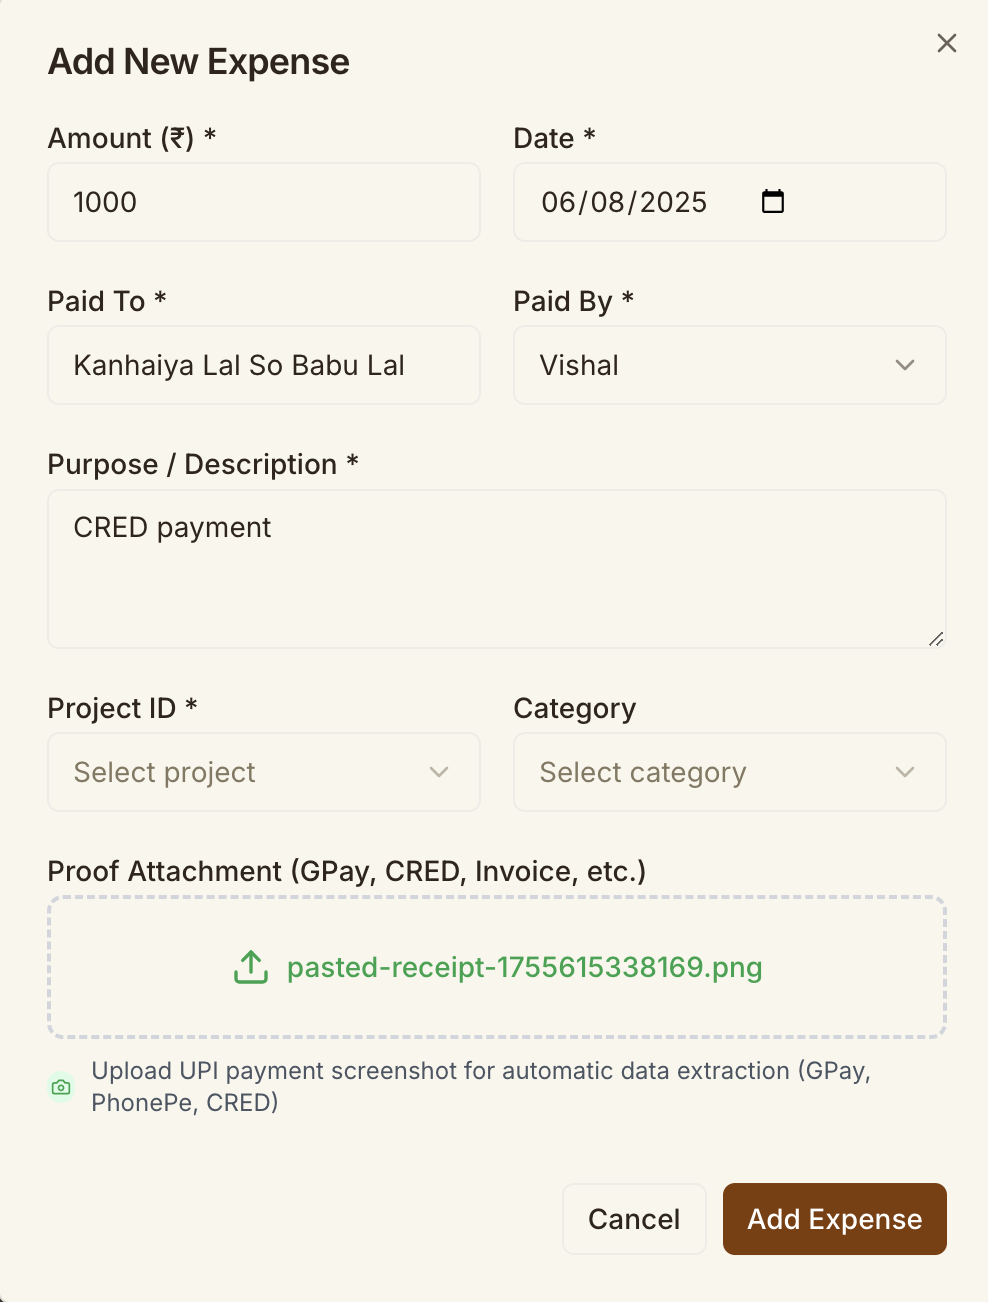 Add New Expense
Amount (₹) *
Date *
1000
06/08/2025
Paid To *
Paid By *
Kanhaiya Lal So Babu Lal
Vishal
Purpose / Description *
CRED payment
Project ID *
Category
Select project
Select category
Proof Attachment (GPay, CRED, Invoice, etc.)
pasted-receipt-1755615338169.png
Upload UPI payment screenshot for automatic data extraction (GPay,
PhonePe, CRED)
Cancel
Add Expense